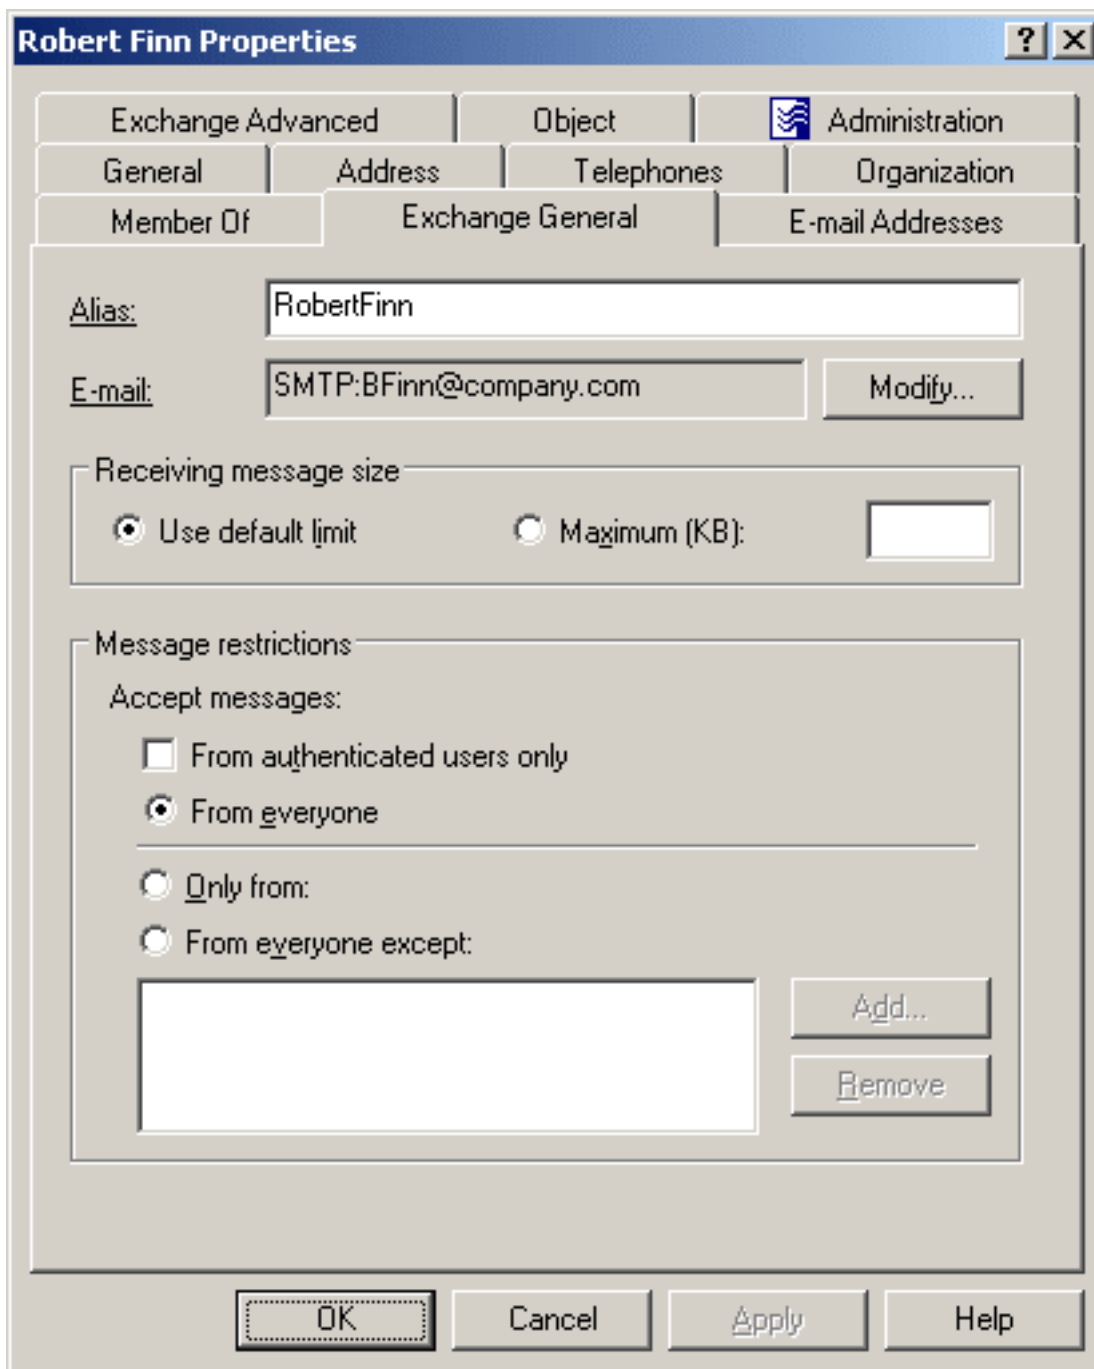 Robert Finn Properties
Exchange Advanced Object Administration
General Address Telephones Organization
Member Of Exchange General E-mail Addresses
Alias: RobertFinn
E-mail: SMTP:BFinn@company.com Modify...
Receiving message size
Use default limit Maximum (KB):
Message restrictions
Accept messages:
From authenticated users only
From everyone
Only from:
From everyone except:
Add...
Remove
OK Cancel Apply Help